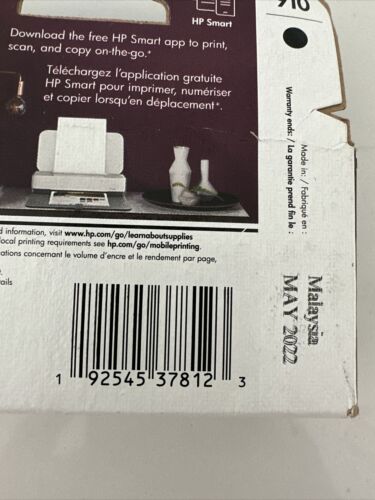 HP Smart
910
Download the free HP Smart app to print,
scan, and copy on-the-go.*
Téléchargez l'application gratuite
HP Smart pour imprimer, numériser
et copier lorsqu'en déplacement*.
Made in: / Fabriqué en :
Warranty ends: / La garantie prend fin le :
Malaysia
MAY 2022
information, visit www.hp.com/go/learnaboutsupplies
local printing requirements see hp.com/go/mobileprinting.
concernant le volume d'encre et le rendement par page,
1 92545 37812 3